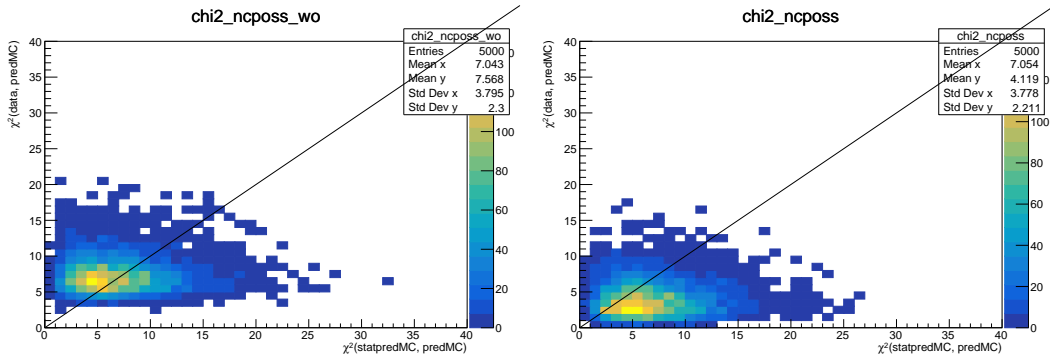 chi2_ncposs_wo
chi2_ncposs_wo
Entries 5000
Mean x 7.043
Mean y 7.568
Std Dev x 3.795
Std Dev y 2.3
χ²(data, predMC)
40
35
30
25
20
15
10
5
0
0 5 10 15 20 25 30 35 40
χ²(statpredMC, predMC)
100
80
60
40
20
0
chi2_ncposs
chi2_ncposs
Entries 5000
Mean x 7.054
Mean y 4.119
Std Dev x 3.778
Std Dev y 2.211
χ²(data, predMC)
40
35
30
25
20
15
10
5
0
0 5 10 15 20 25 30 35 40
χ²(statpredMC, predMC)
100
80
60
40
20
0